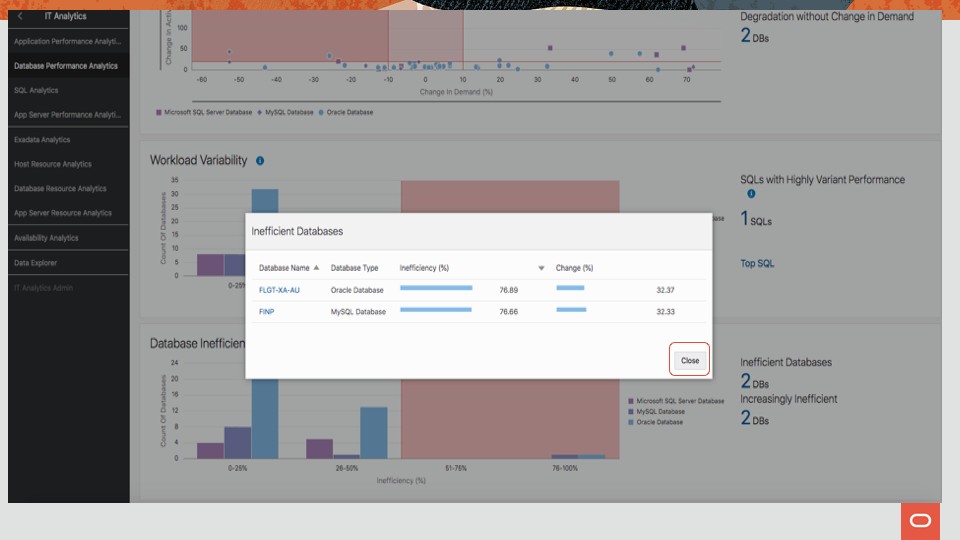 IT Analytics
Application Performance Analyti...
Database Performance Analytics
SQL Analytics
App Server Performance Analyti...
Exadata Analytics
Host Resource Analytics
Database Resource Analytics
App Server Resource Analytics
Availability Analytics
Data Explorer
IT Analytics Admin
Change in Acti
100
50
0
-60 -50 -40 -30 -20 -10 0 10 20 30 40 50 60 70
Change In Demand (%)
Microsoft SQL Server Database MySQL Database Oracle Database
Degradation without Change in Demand
2 DBs
Workload Variability
Count Of Databases
35
30
25
20
15
10
5
0
0-25%
SQLs with Highly Variant Performance
1 SQLs
Top SQL
Inefficient Databases
Database Name Database Type Inefficiency (%) Change (%)
FLGT-XA-AU Oracle Database 76.89 32.37
FINP MySQL Database 76.66 32.33
Close
Database Inefficien
Count Of Databases
24
20
16
12
8
4
0
0-25% 26-50% 51-75% 76-100%
Inefficiency (%)
Microsoft SQL Server Database
MySQL Database
Oracle Database
Inefficient Databases
2 DBs
Increasingly Inefficient
2 DBs